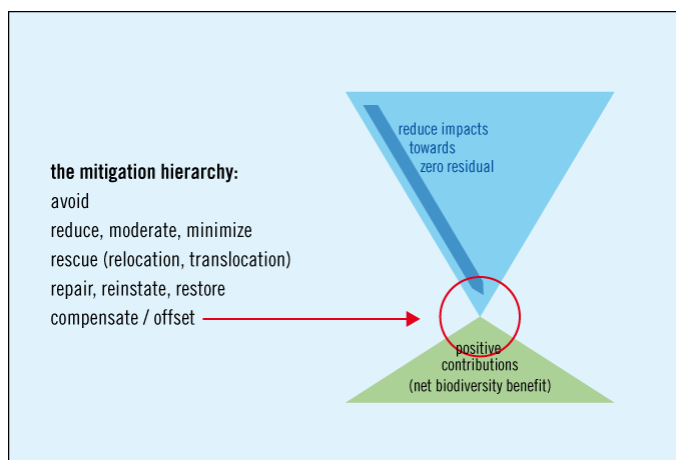 the mitigation hierarchy:
avoid
reduce, moderate, minimize
rescue (relocation, translocation)
repair, reinstate, restore
compensate / offset
reduce impacts
towards
zero residual
positive
contributions
(net biodiversity benefit)